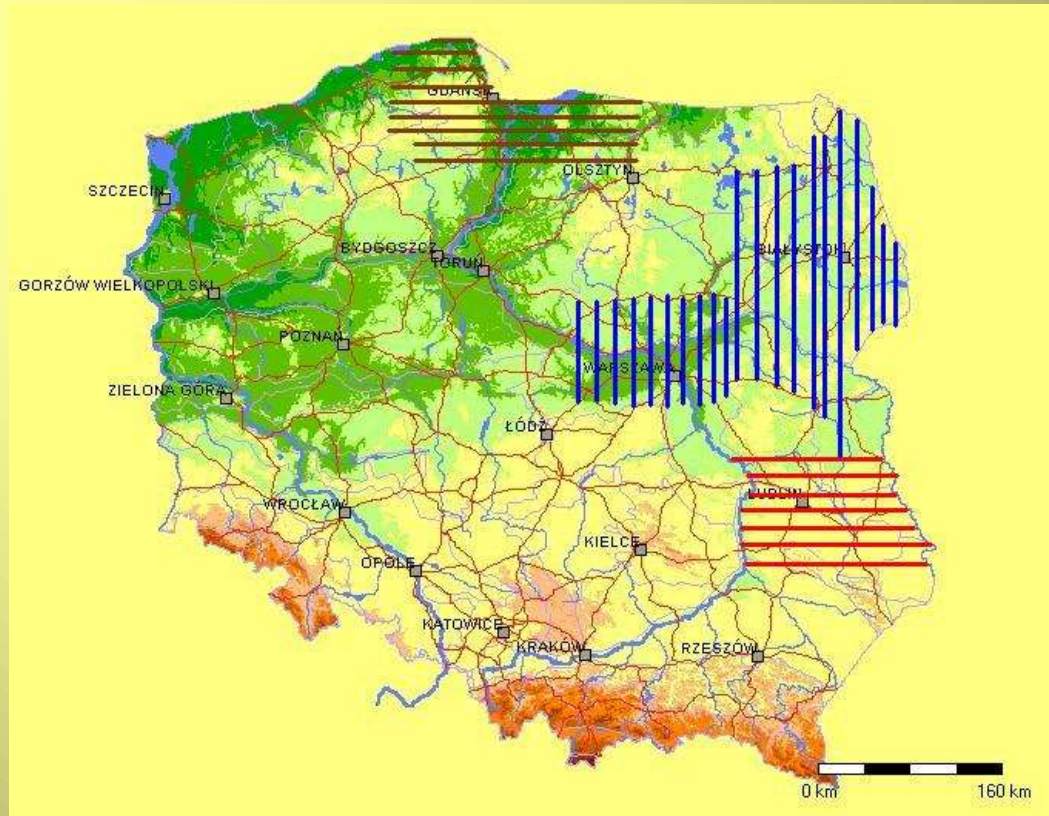 GDAŃSK
OLSZTYN
SZCZECIN
BYDGOSZCZ
TORUŃ
BIAŁYSTOK
GORZÓW WIELKOPOLSKI
POZNAŃ
WARSZAWA
ZIELONA GÓRA
ŁÓDŹ
LUBLIN
WROCŁAW
KIELCE
OPOLE
KATOWICE
KRAKÓW
RZESZÓW
0 km 160 km